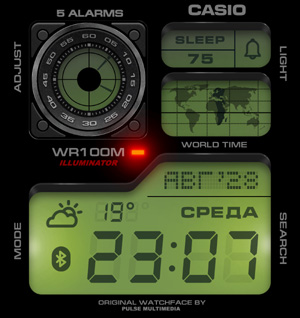 5 ALARMS
CASIO
ADJUST
60
05
10
15
20
25
30
35
40
45
50
55
SLEEP
75
LIGHT
WORLD TIME
WR100M
ILLUMINATOR
АВГ'29
19°
СРЕДА
MODE
23:07
SEARCH
ORIGINAL WATCHFACE BY
PULSE MULTIMEDIA